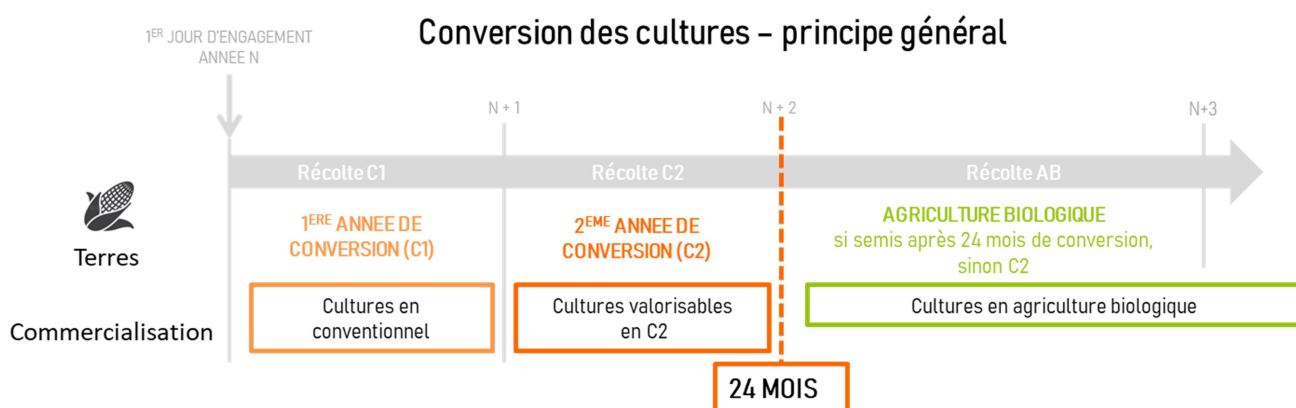 Conversion des cultures – principe général
1ER JOUR D'ENGAGEMENT
ANNEE N
N + 1
N + 2
N+3
Récolte C1
Récolte C2
Récolte AB
Terres
1ERE ANNEE DE
CONVERSION (C1)
2EME ANNEE DE
CONVERSION (C2)
AGRICULTURE BIOLOGIQUE
si semis après 24 mois de conversion,
sinon C2
Commercialisation
Cultures en
conventionnel
Cultures valorisables
en C2
Cultures en agriculture biologique
24 MOIS